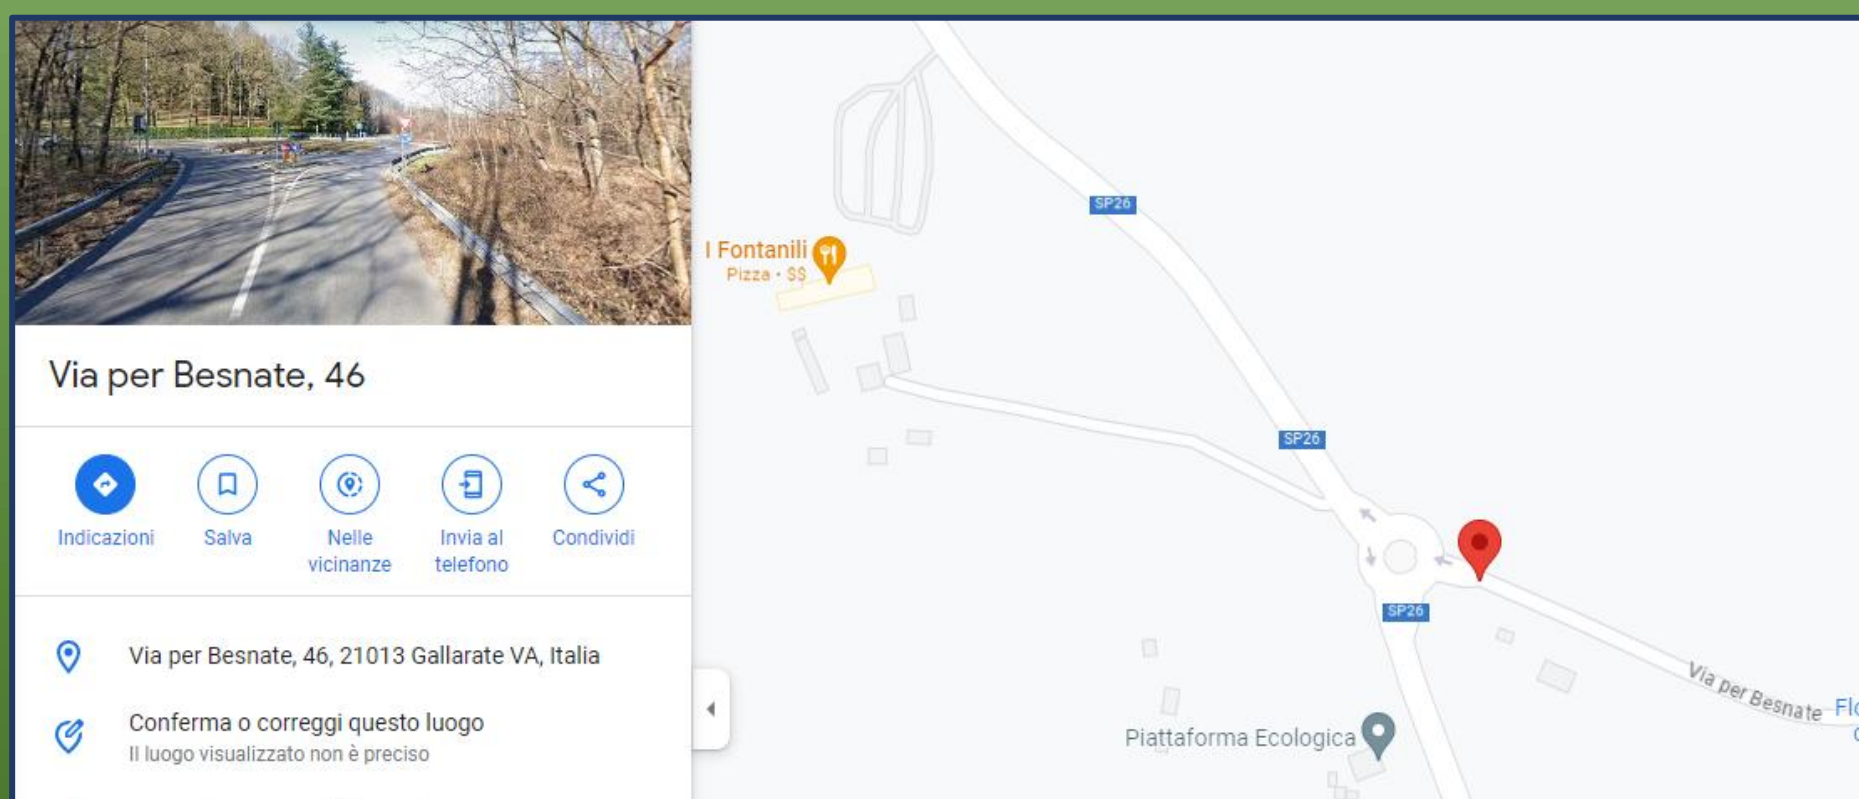 Via per Besnate, 46
Indicazioni
Salva
Nelle
vicinanze
Invia al
telefono
Condividi
Via per Besnate, 46, 21013 Gallarate VA, Italia
Conferma o correggi questo luogo
Il luogo visualizzato non è preciso
SP26
I Fontanili
Pizza · $$
SP26
SP26
Via per Besnate
Piattaforma Ecologica